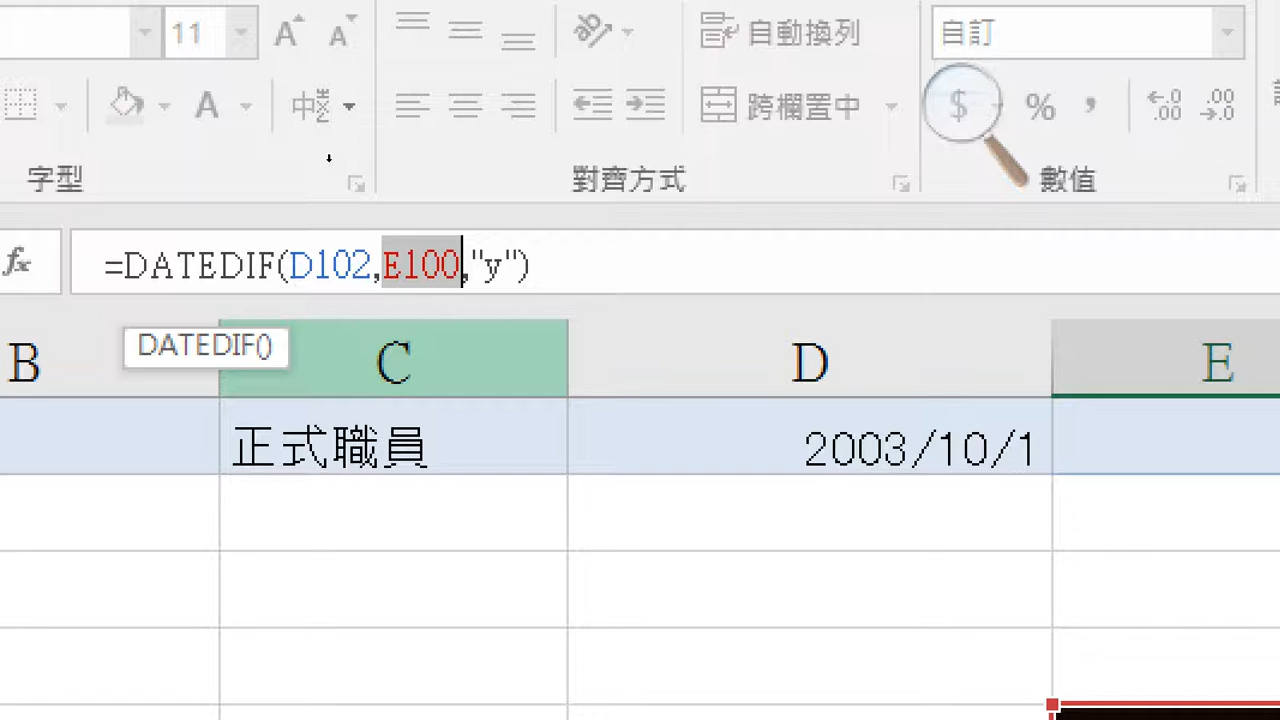 11 A A 自動換列 自訂
A 中 跨欄置中 $ % , ←.0 .00 .00 →.0
字型 對齊方式 數值
fx =DATEDIF(D102,E100,"y")
DATEDIF()
B C D E
正式職員 2003/10/1